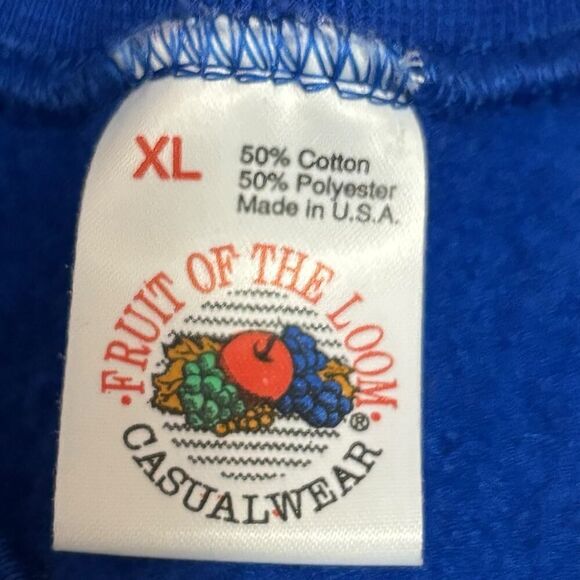 XL
50% Cotton
50% Polyester
Made in U.S.A.
·FRUIT OF THE LOOM·
®
CASUALWEAR